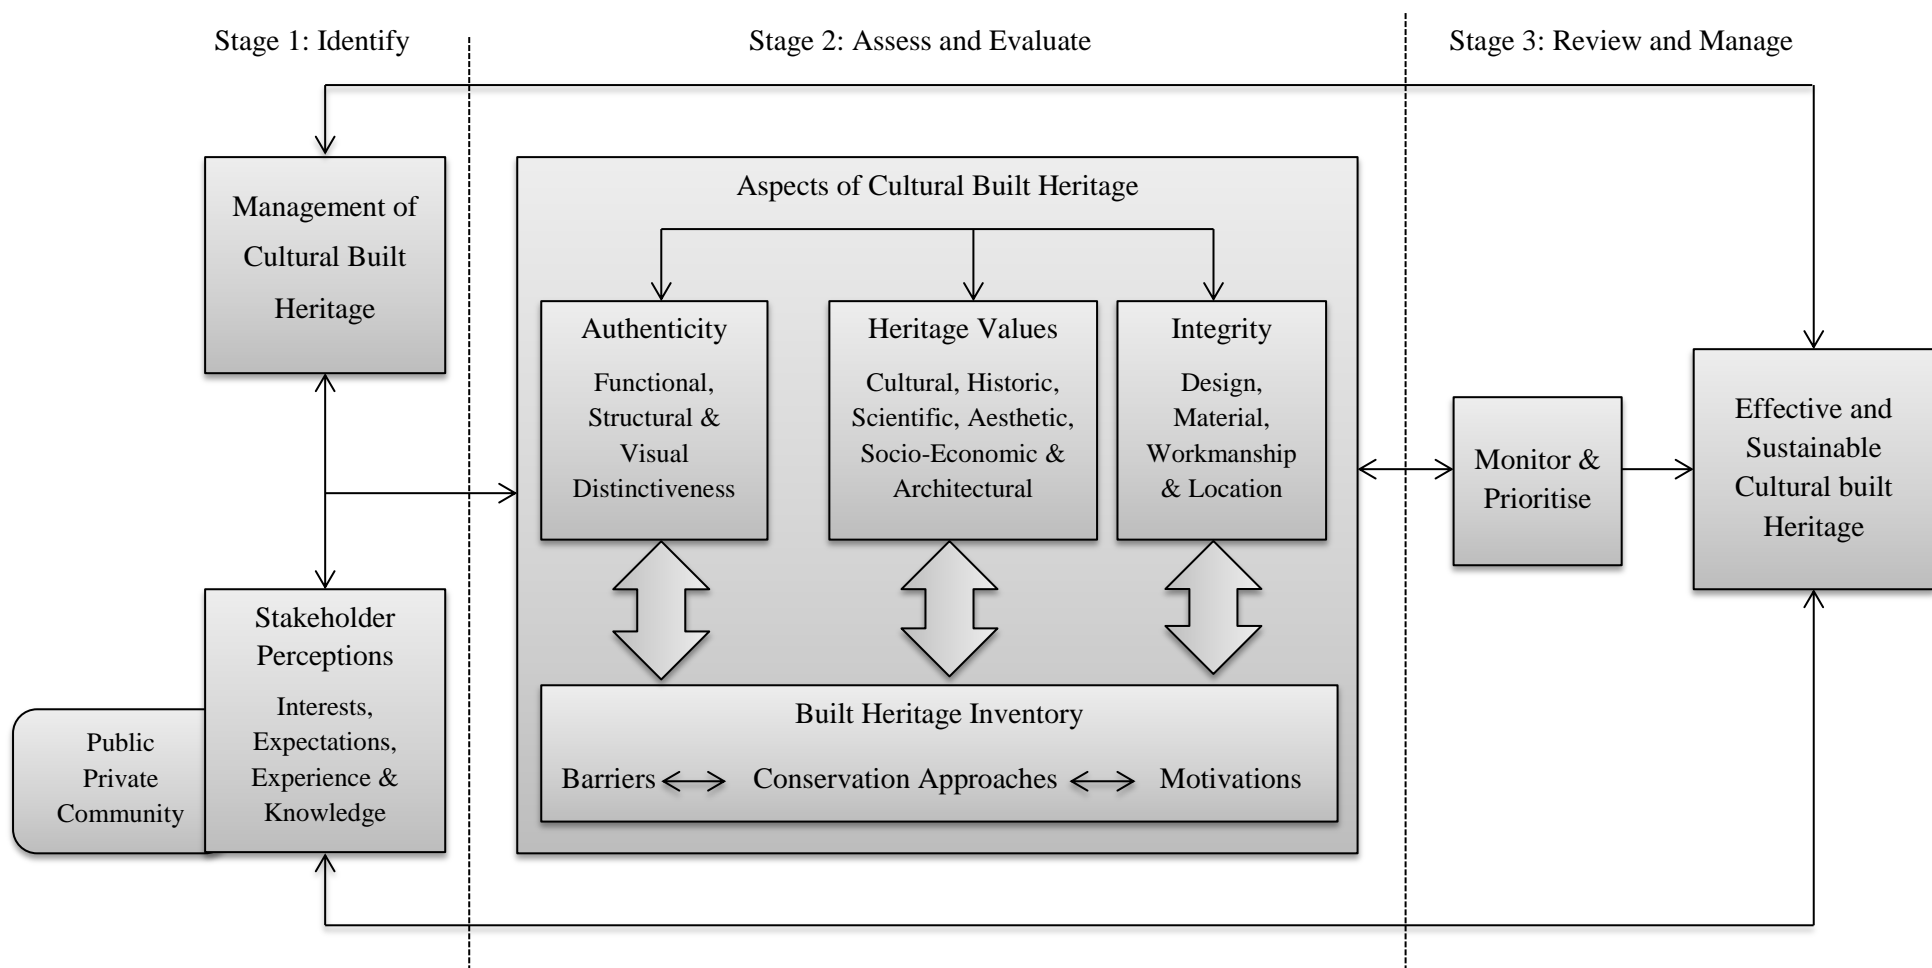 Stage 1: Identify
Stage 2: Assess and Evaluate
Stage 3: Review and Manage
Management of
Cultural Built
Heritage
Stakeholder
Perceptions
Interests,
Expectations,
Experience &
Knowledge
Public
Private
Community
Aspects of Cultural Built Heritage
Authenticity
Functional,
Structural &
Visual
Distinctiveness
Heritage Values
Cultural, Historic,
Scientific, Aesthetic,
Socio-Economic &
Architectural
Integrity
Design,
Material,
Workmanship
& Location
Built Heritage Inventory
Barriers
Conservation Approaches
Motivations
Monitor &
Prioritise
Effective and
Sustainable
Cultural built
Heritage